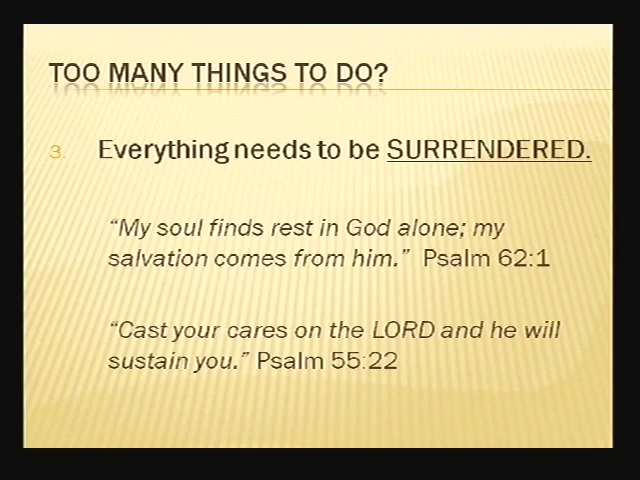 TOO MANY THINGS TO DO?
3. Everything needs to be SURRENDERED.
“My soul finds rest in God alone; my
salvation comes from him.” Psalm 62:1
“Cast your cares on the LORD and he will
sustain you.” Psalm 55:22